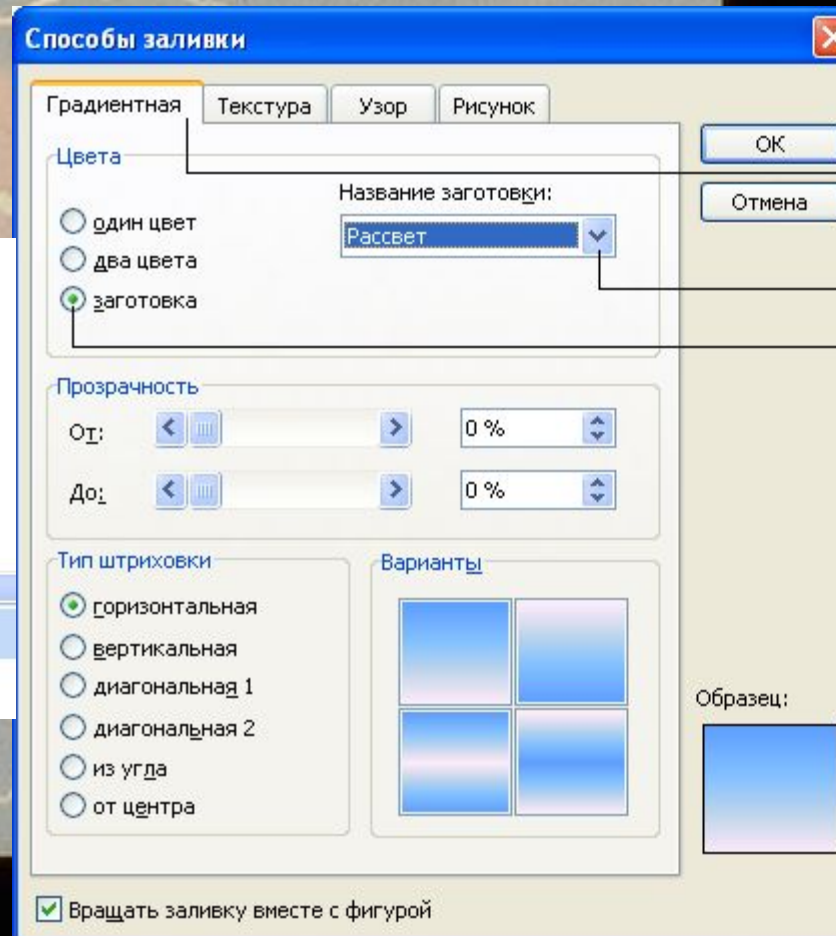 Способы заливки
Градиентная Текстура Узор Рисунок
Цвета
Название заготовки:
один цвет
Рассвет
два цвета
заготовка
ОК
Отмена
Прозрачность
От: 0 %
До: 0 %
Тип штриховки
горизонтальная
вертикальная
диагональная 1
диагональная 2
из угла
от центра
Варианты
Образец:
Вращать заливку вместе с фигурой